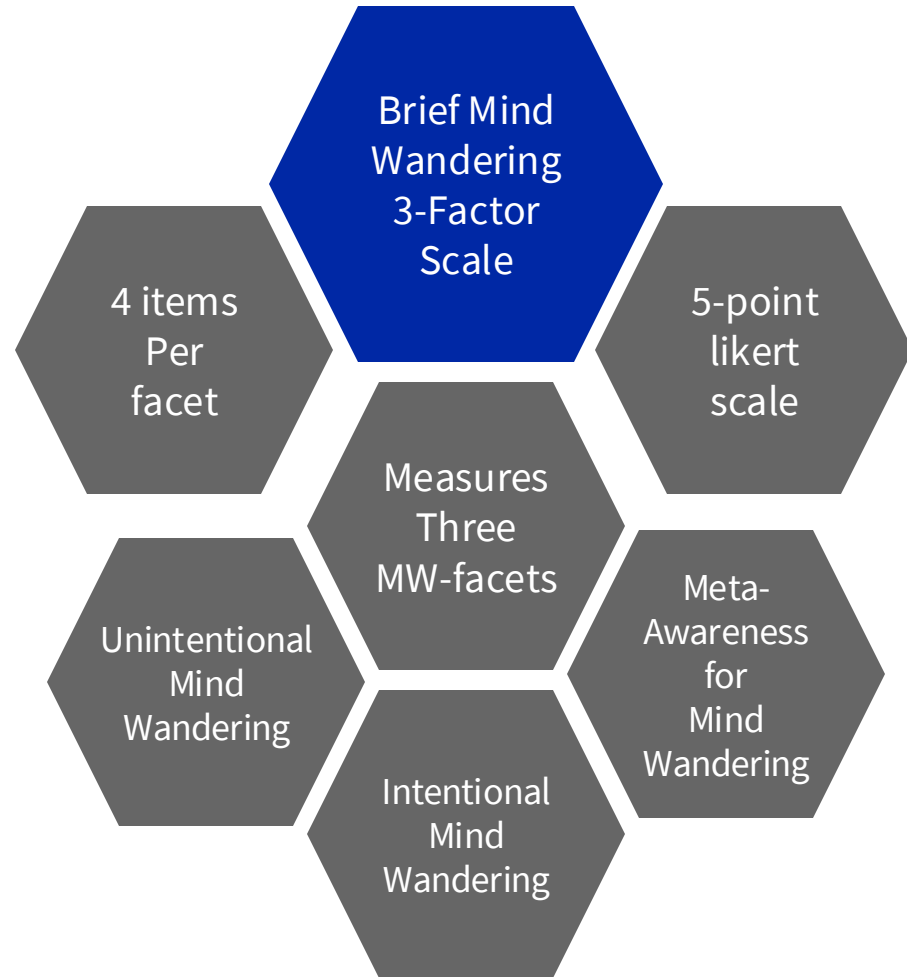 Brief Mind
Wandering
3-Factor
Scale
4 items
Per
facet
5-point
likert
scale
Measures
Three
MW-facets
Unintentional
Mind
Wandering
Meta-
Awareness
for
Mind
Wandering
Intentional
Mind
Wandering